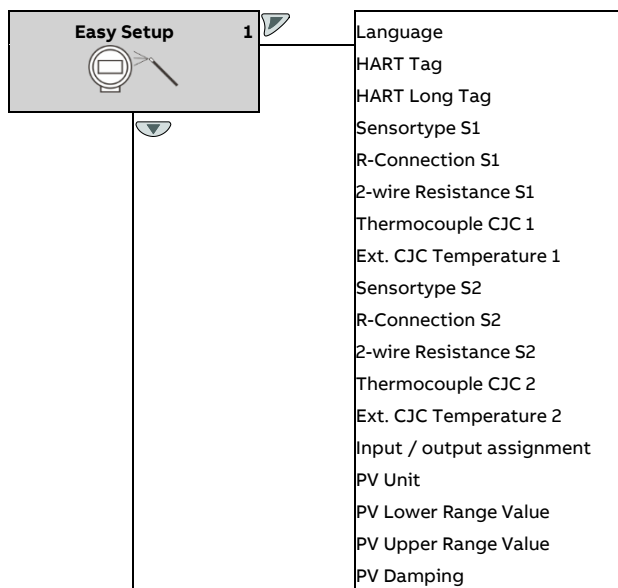 Easy Setup 1
Language
HART Tag
HART Long Tag
Sensortype S1
R-Connection S1
2-wire Resistance S1
Thermocouple CJC 1
Ext. CJC Temperature 1
Sensortype S2
R-Connection S2
2-wire Resistance S2
Thermocouple CJC 2
Ext. CJC Temperature 2
Input / output assignment
PV Unit
PV Lower Range Value
PV Upper Range Value
PV Damping